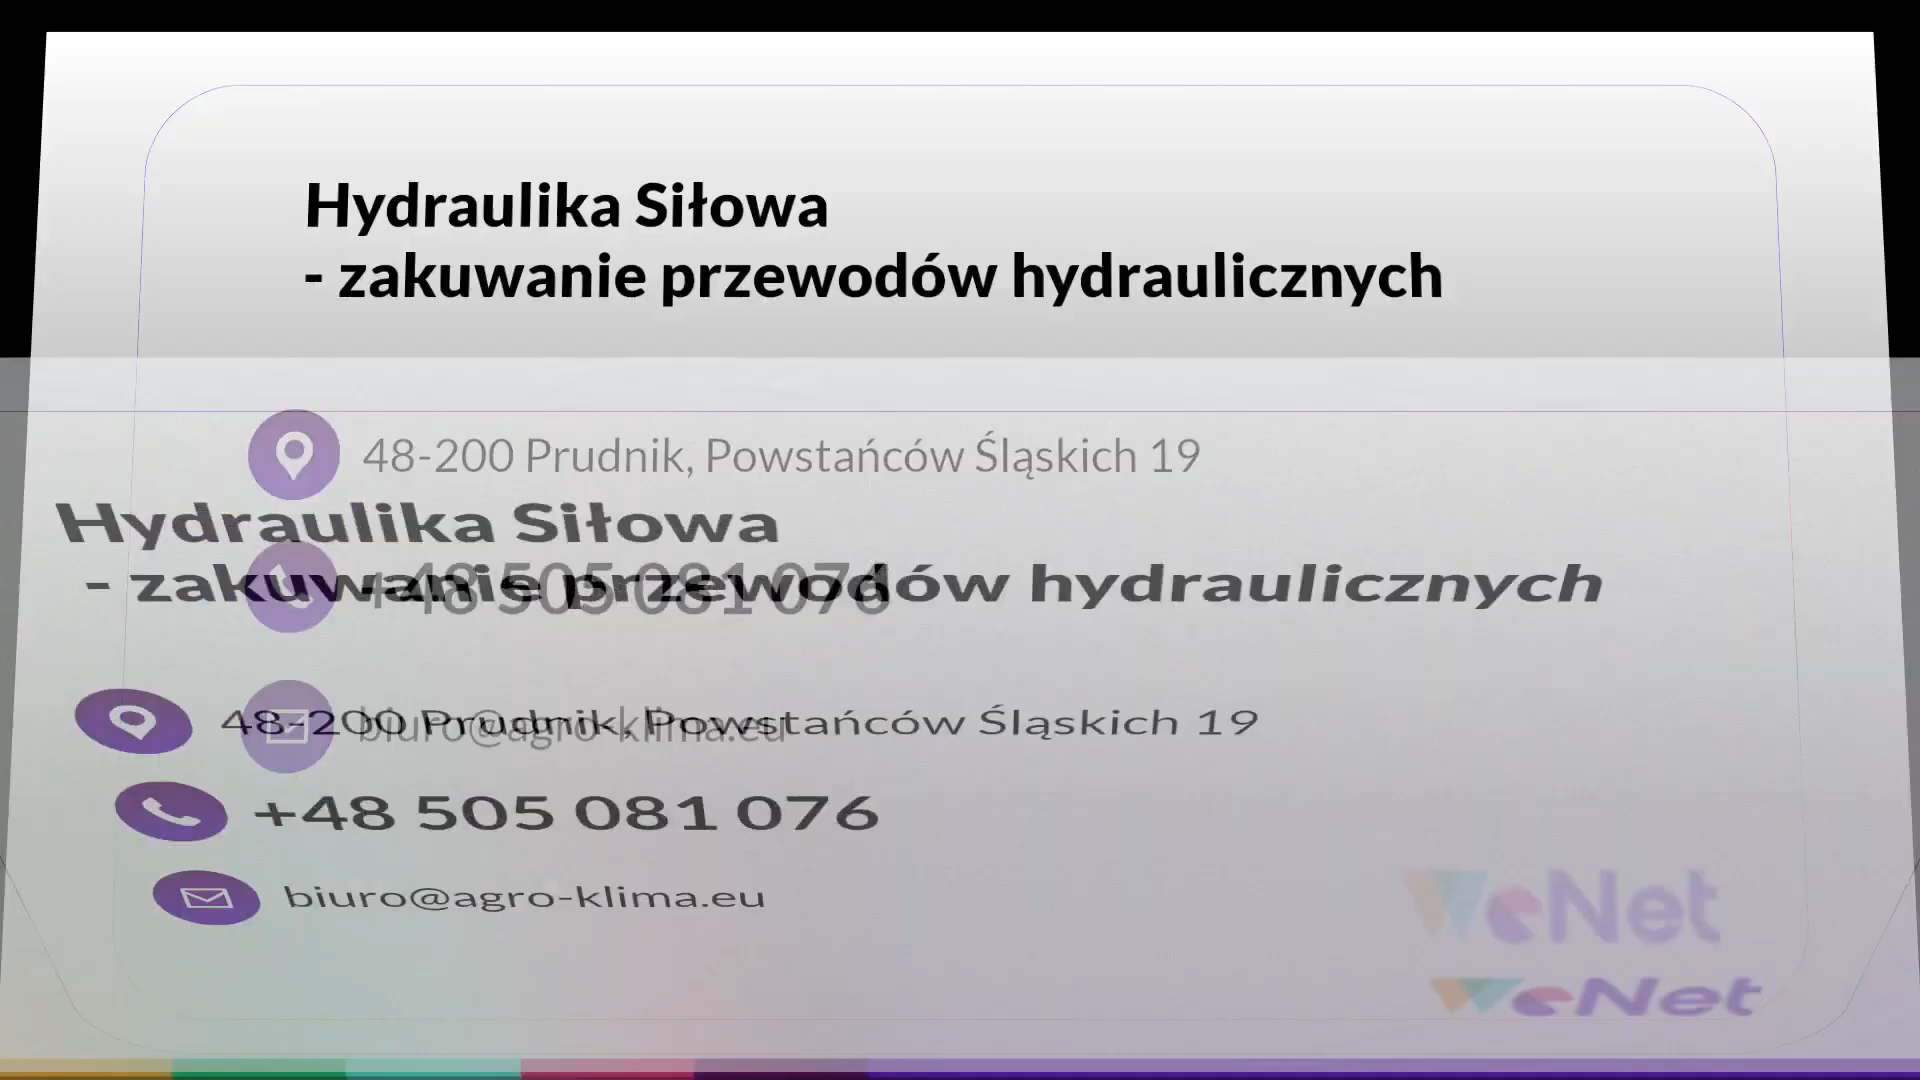 Hydraulika Siłowa
- zakuwanie przewodów hydraulicznych
48-200 Prudnik, Powstańców Śląskich 19
Hydraulika Siłowa
+48 505 081 076
- zakuwanie przewodów hydraulicznych
biuro@agro-klima.eu
48-200 Prudnik, Powstańców Śląskich 19
+48 505 081 076
biuro@agro-klima.eu
WeNet
WeNet